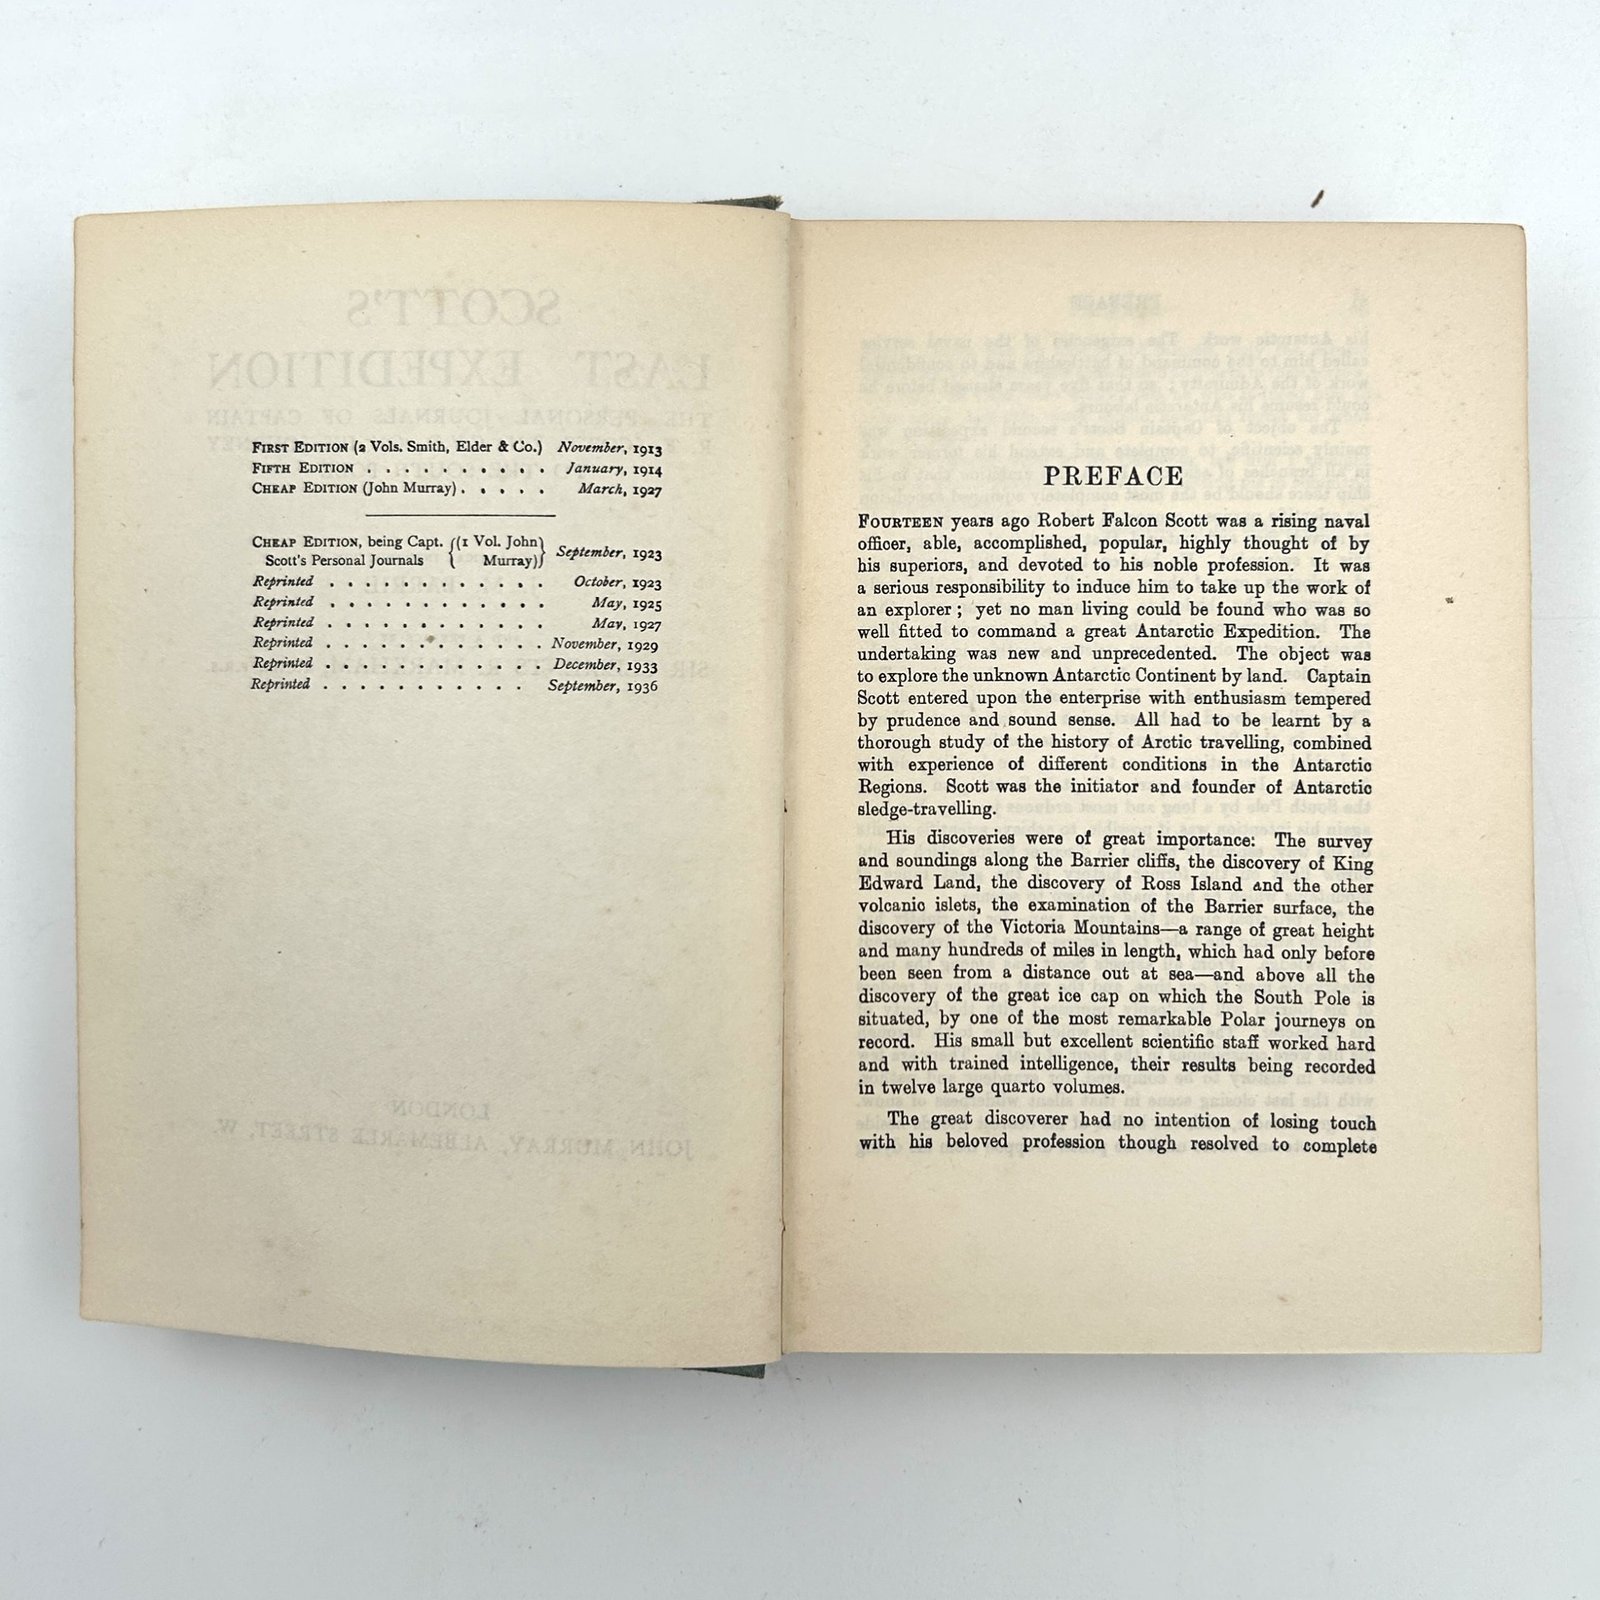 FIRST EDITION (2 Vols. Smith, Elder & Co.) November, 1913
FIFTH EDITION . . . . . . . . . . January, 1914
CHEAP EDITION (John Murray) . . . . . March, 1927
CHEAP EDITION, being Capt. {(1 Vol. John} September, 1923
Scott's Personal Journals { Murray)}
Reprinted . . . . . . . . . . . . October, 1923
Reprinted . . . . . . . . . . . . May, 1925
Reprinted . . . . . . . . . . . . May, 1927
Reprinted . . . . . . . . . . . . November, 1929
Reprinted . . . . . . . . . . . . December, 1933
Reprinted . . . . . . . . . . . September, 1936
SCOTT'S
LAST EXPEDITION
THE PERSONAL JOURNALS OF CAPTAIN
LONDON
JOHN MURRAY, ALBEMARLE STREET, W.
PREFACE
FOURTEEN years ago Robert Falcon Scott was a rising naval
officer, able, accomplished, popular, highly thought of by
his superiors, and devoted to his noble profession. It was
a serious responsibility to induce him to take up the work of
an explorer ; yet no man living could be found who was so
well fitted to command a great Antarctic Expedition. The
undertaking was new and unprecedented. The object was
to explore the unknown Antarctic Continent by land. Captain
Scott entered upon the enterprise with enthusiasm tempered
by prudence and sound sense. All had to be learnt by a
thorough study of the history of Arctic travelling, combined
with experience of different conditions in the Antarctic
Regions. Scott was the initiator and founder of Antarctic
sledge-travelling.
His discoveries were of great importance: The survey
and soundings along the Barrier cliffs, the discovery of King
Edward Land, the discovery of Ross Island and the other
volcanic islets, the examination of the Barrier surface, the
discovery of the Victoria Mountains—a range of great height
and many hundreds of miles in length, which had only before
been seen from a distance out at sea—and above all the
discovery of the great ice cap on which the South Pole is
situated, by one of the most remarkable Polar journeys on
record. His small but excellent scientific staff worked hard
and with trained intelligence, their results being recorded
in twelve large quarto volumes.
The great discoverer had no intention of losing touch
with his beloved profession though resolved to complete